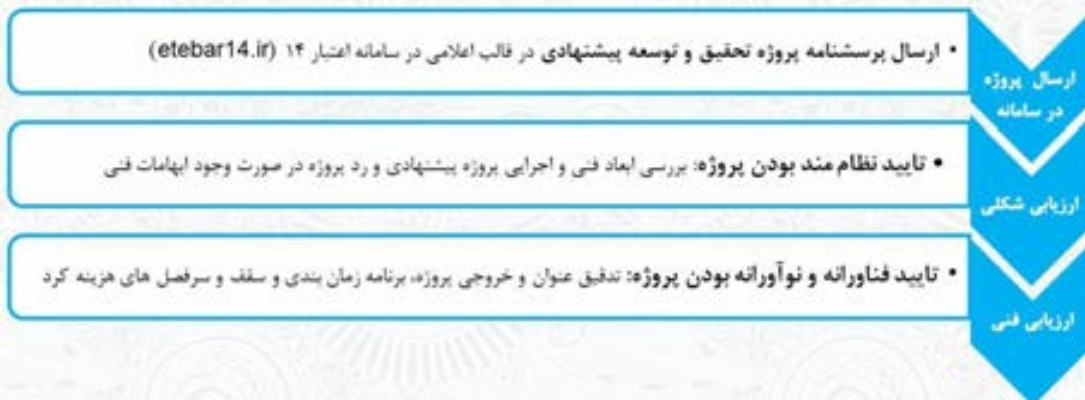 ارسال پروژه
در سامانه
• ارسال پرسشنامه پروژه تحقیق و توسعه پیشنهادی در قالب اعلامی در سامانه اعتبار ۱۴ (etebar14.ir)
ارزیابی شکلی
• تایید نظام مند بودن پروژه: بررسی ابعاد فنی و اجرایی پروژه پیشنهادی و رد پروژه در صورت وجود ابهامات فنی
ارزیابی فنی
• تایید فناورانه و نوآورانه بودن پروژه: تدقیق عنوان و خروجی پروژه، برنامه زمان بندی و سقف و سرفصل های هزینه کرد